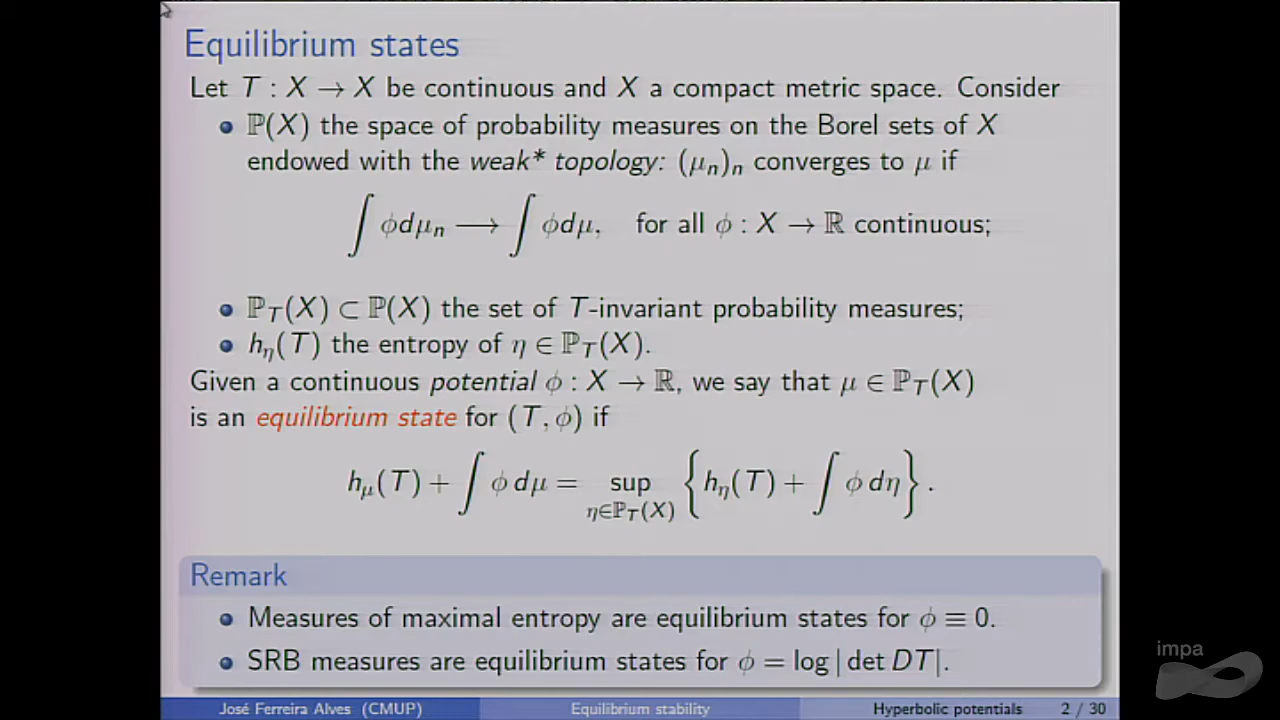 Equilibrium states
Let T : X → X be continuous and X a compact metric space. Consider
ℙ(X) the space of probability measures on the Borel sets of X
endowed with the weak* topology: (μₙ)ₙ converges to μ if
∫ ϕdμₙ ⟶ ∫ ϕdμ, for all ϕ : X → ℝ continuous;
ℙ_T(X) ⊂ ℙ(X) the set of T-invariant probability measures;
h_η(T) the entropy of η ∈ ℙ_T(X).
Given a continuous potential ϕ : X → ℝ, we say that μ ∈ ℙ_T(X)
is an equilibrium state for (T, ϕ) if
h_μ(T) + ∫ ϕ dμ = sup_{η∈ℙ_T(X)} { h_η(T) + ∫ ϕ dη } .
Remark
Measures of maximal entropy are equilibrium states for ϕ ≡ 0.
SRB measures are equilibrium states for ϕ = log | det DT|.
José Ferreira Alves (CMUP) Equilibrium stability Hyperbolic potentials 2 / 30
impa